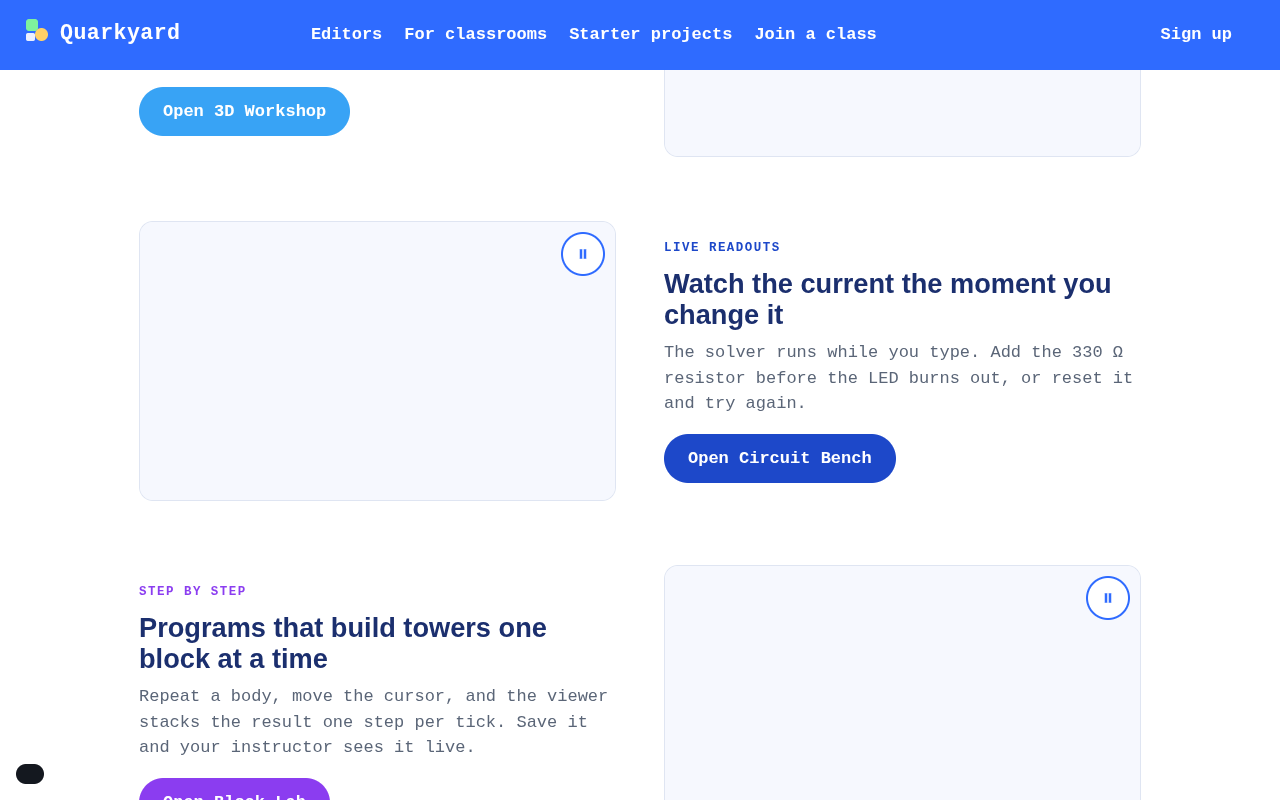 Quarkyard
Editors
For classrooms
Starter projects
Join a class
Sign up
Open 3D Workshop
LIVE READOUTS
Watch the current the moment you
change it
The solver runs while you type. Add the 330 Ω
resistor before the LED burns out, or reset it
and try again.
Open Circuit Bench
STEP BY STEP
Programs that build towers one
block at a time
Repeat a body, move the cursor, and the viewer
stacks the result one step per tick. Save it
and your instructor sees it live.
Open Block Lab